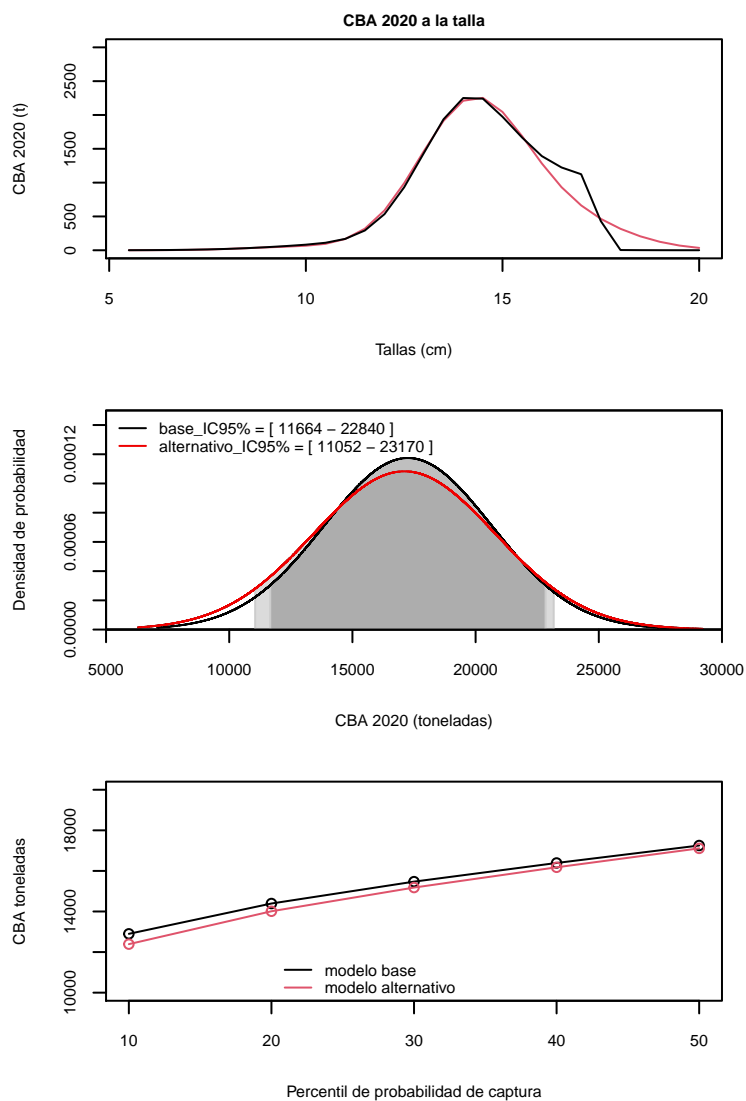 CBA 2020 a la talla
CBA 2020 (t)
2500
1500
500
0
5
10
15
20
Tallas (cm)
Densidad de probabilidad
0.00012
0.00006
0.00000
base_IC95% = [ 11664 − 22840 ]
alternativo_IC95% = [ 11052 − 23170 ]
5000
10000
15000
20000
25000
30000
CBA 2020 (toneladas)
CBA toneladas
18000
14000
10000
modelo base
modelo alternativo
10
20
30
40
50
Percentil de probabilidad de captura